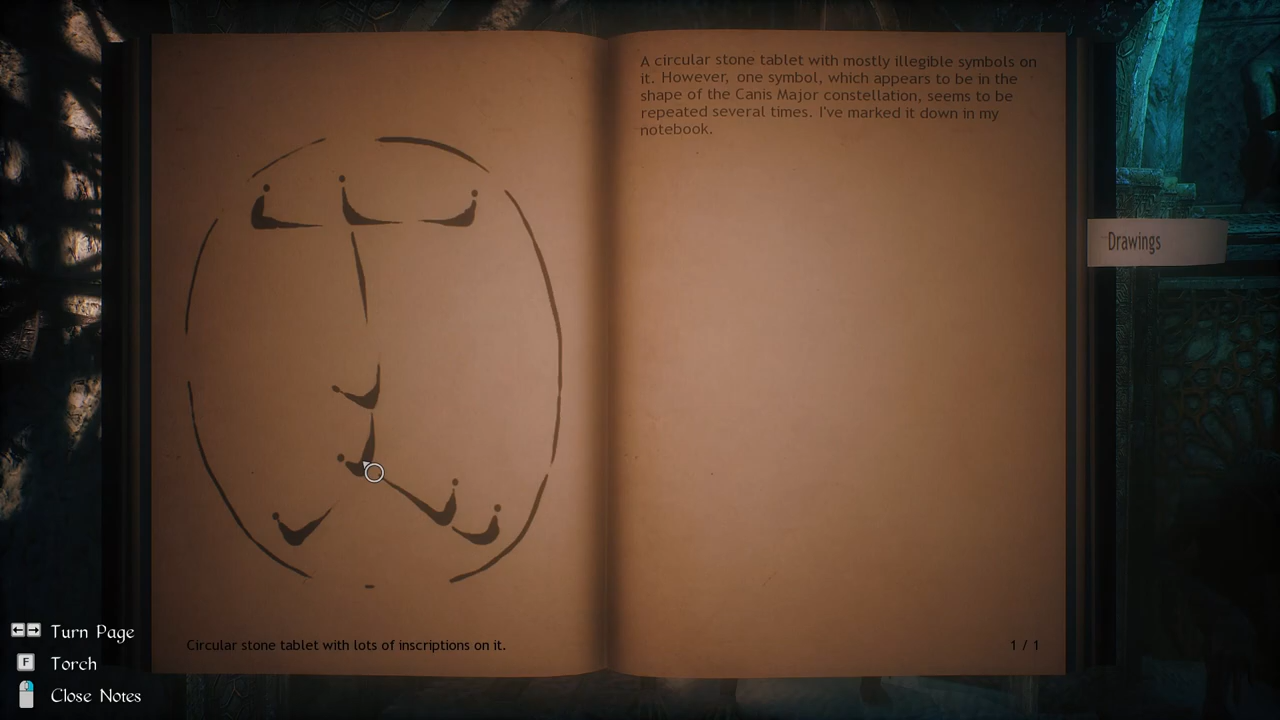 A circular stone tablet with mostly illegible symbols on
it. However, one symbol, which appears to be in the
shape of the Canis Major constellation, seems to be
repeated several times. I've marked it down in my
notebook.
Drawings
Turn Page
F Torch
Close Notes
Circular stone tablet with lots of inscriptions on it.
1 / 1